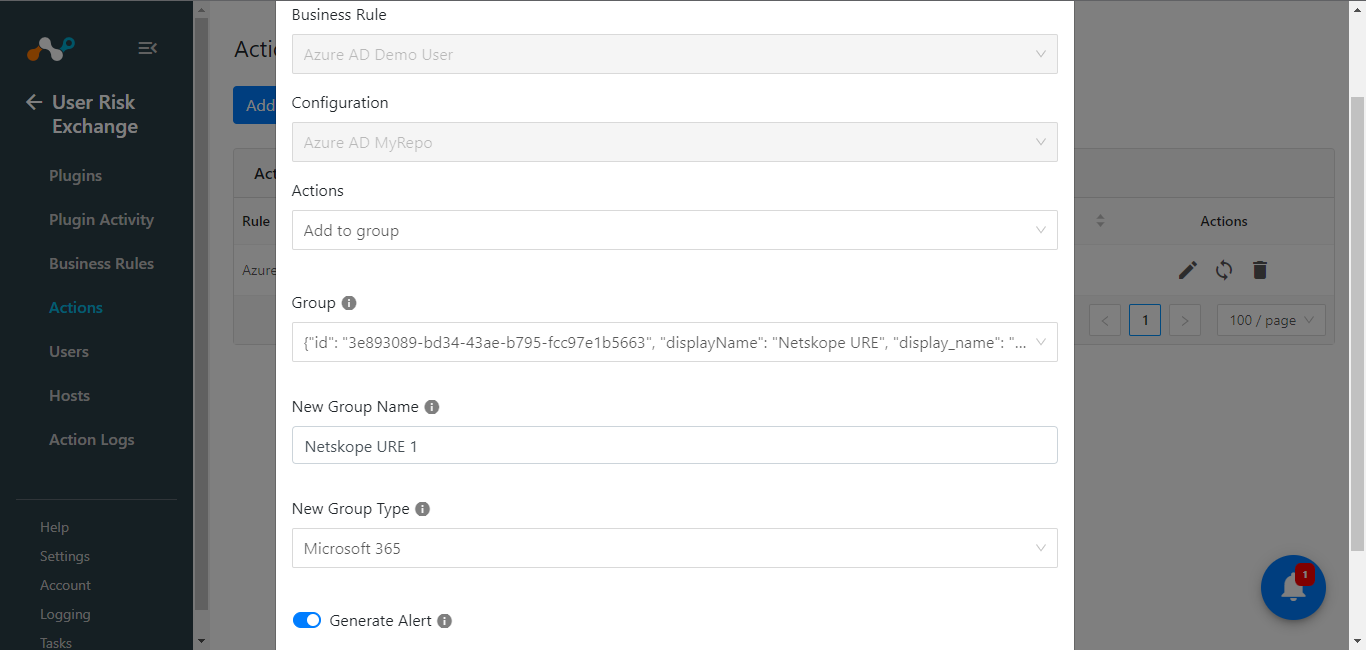 User Risk
Exchange
Plugins
Plugin Activity
Business Rules
Actions
Users
Hosts
Action Logs
Help
Settings
Account
Logging
Tasks
Acti
Add
Act
Rule
Azure
Business Rule
Azure AD Demo User
Configuration
Azure AD MyRepo
Actions
Add to group
Group
{"id": "3e893089-bd34-43ae-b795-fcc97e1b5663", "displayName": "Netskope URE", "display_name": "...
New Group Name
Netskope URE 1
New Group Type
Microsoft 365
Generate Alert
Actions
< 1 > 100 / page
1